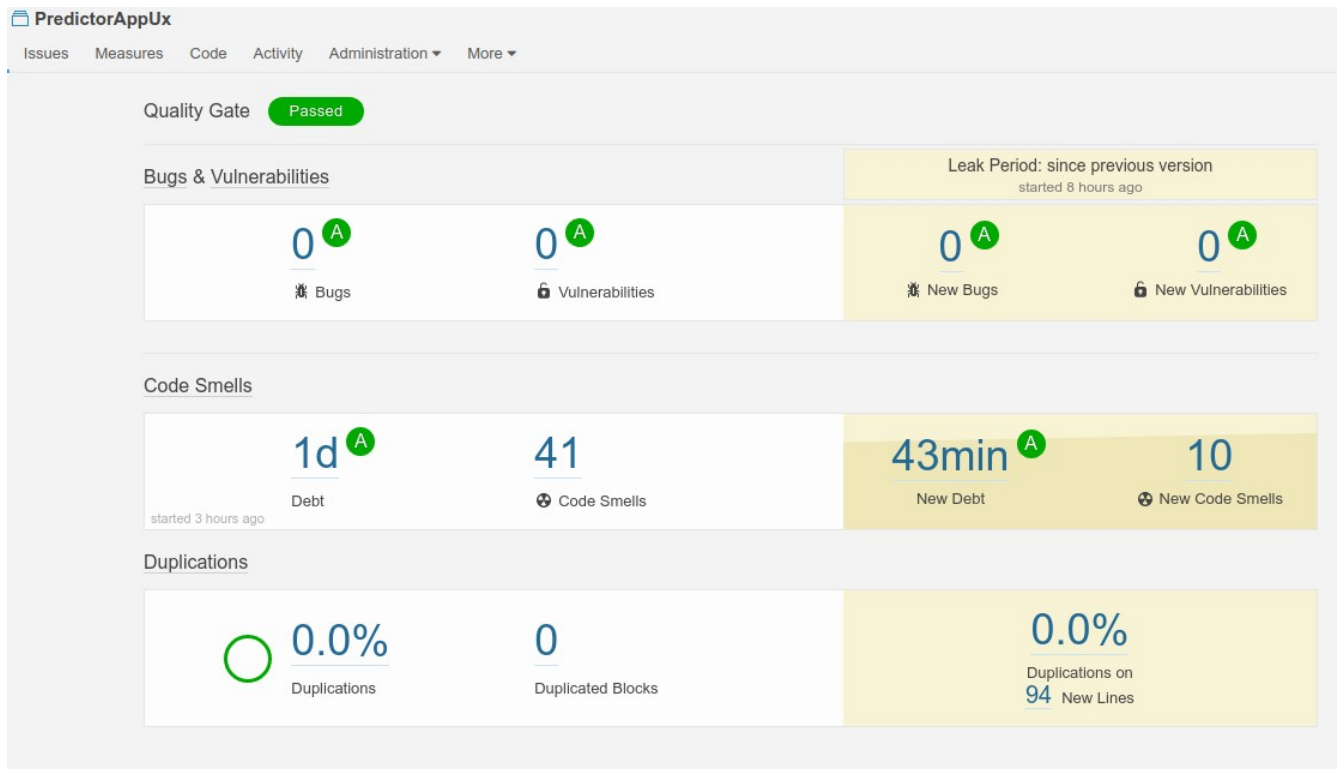 PredictorAppUx
Issues Measures Code Activity Administration More
Quality Gate Passed
Bugs & Vulnerabilities
Leak Period: since previous version
started 8 hours ago
0 A 0 A 0 A 0 A
Bugs Vulnerabilities New Bugs New Vulnerabilities
Code Smells
1d A 41 43min A 10
Debt Code Smells New Debt New Code Smells
started 3 hours ago
Duplications
0.0% 0 0.0%
Duplications Duplicated Blocks Duplications on
94 New Lines